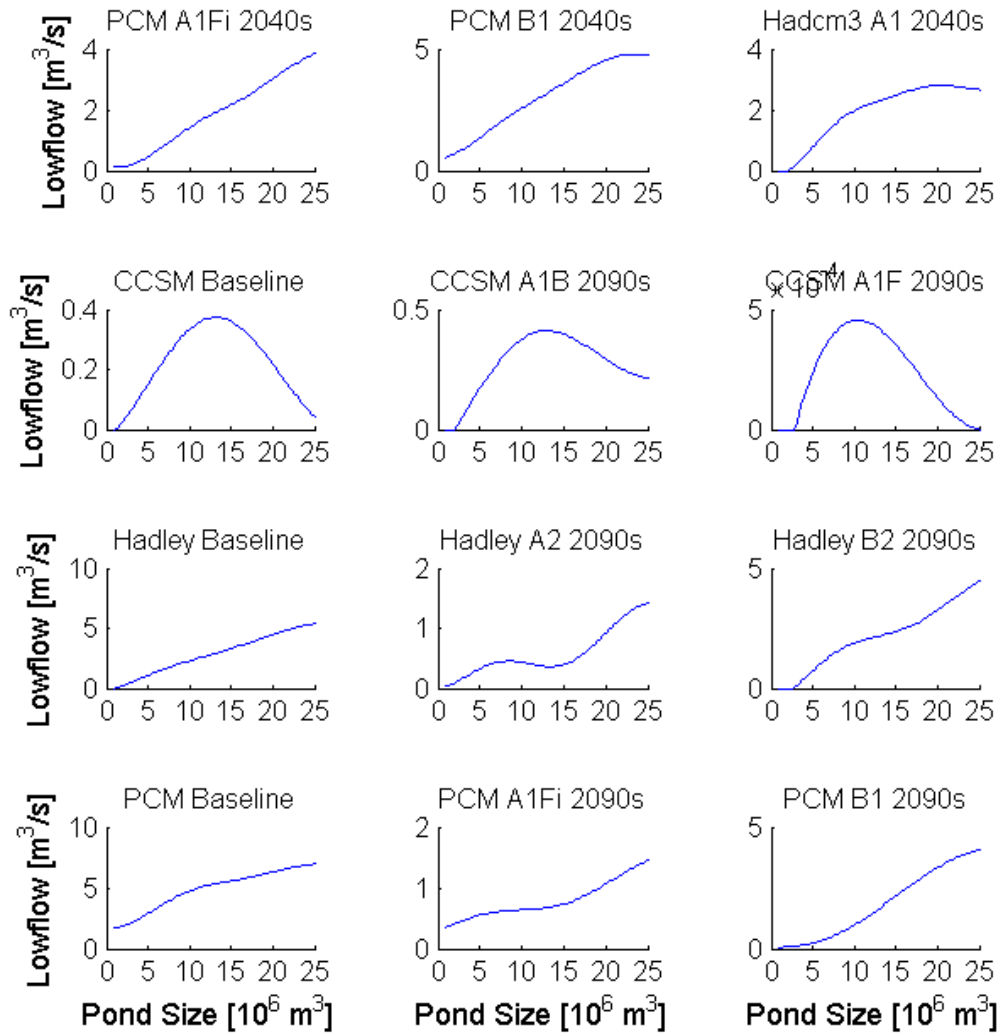 PCM A1Fi 2040s
PCM B1 2040s
Hadcm3 A1 2040s
Lowflow [m³/s]
4
2
0
0 5 10 15 20 25
5
0
0 5 10 15 20 25
4
2
0
0 5 10 15 20 25
CCSM Baseline
CCSM A1B 2090s
CCSM A1F 2090s
x 10⁻⁴
Lowflow [m³/s]
0.4
0.2
0
0 5 10 15 20 25
0.5
0
0 5 10 15 20 25
5
0
0 5 10 15 20 25
Hadley Baseline
Hadley A2 2090s
Hadley B2 2090s
Lowflow [m³/s]
10
5
0
0 5 10 15 20 25
2
1
0
0 5 10 15 20 25
5
0
0 5 10 15 20 25
PCM Baseline
PCM A1Fi 2090s
PCM B1 2090s
Lowflow [m³/s]
10
5
0
0 5 10 15 20 25
2
1
0
0 5 10 15 20 25
5
0
0 5 10 15 20 25
Pond Size [10⁶ m³]
Pond Size [10⁶ m³]
Pond Size [10⁶ m³]